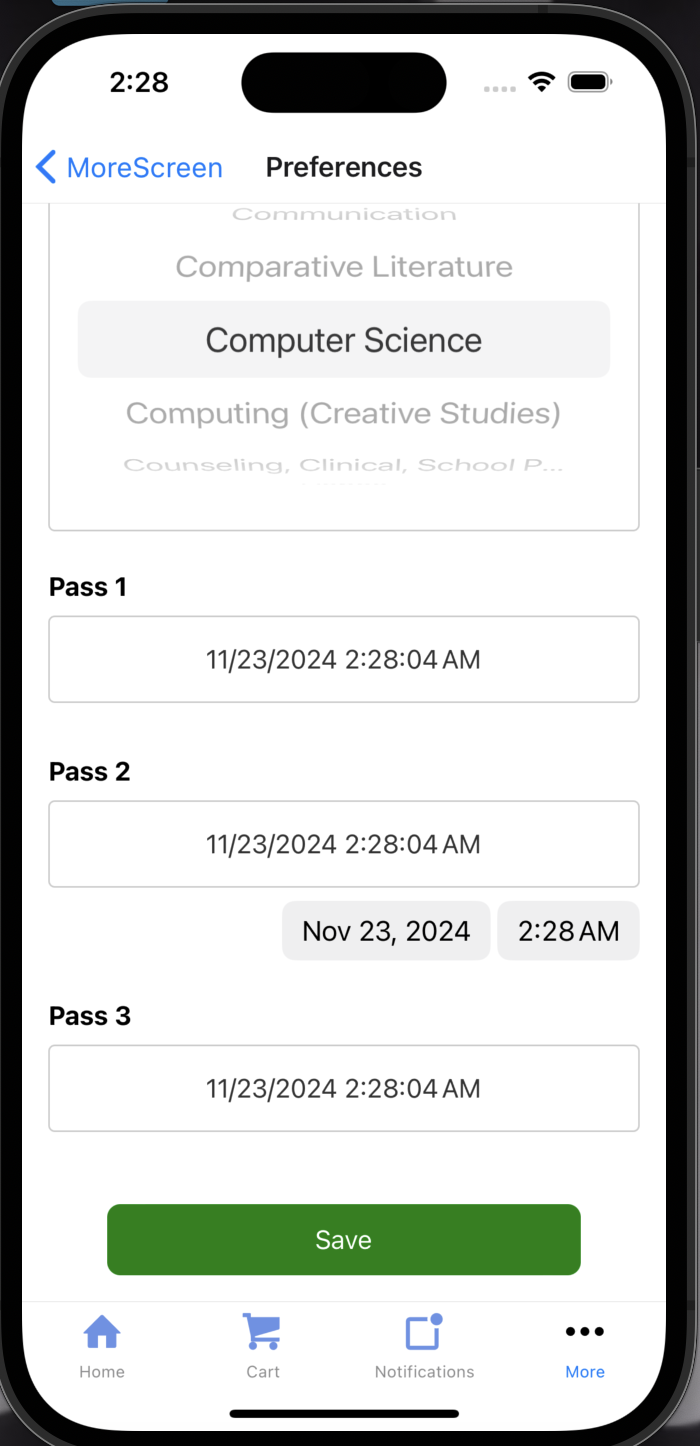 2:28
MoreScreen
Preferences
Communication
Comparative Literature
Computer Science
Computing (Creative Studies)
Counseling, Clinical, School P...
Pass 1
11/23/2024 2:28:04 AM
Pass 2
11/23/2024 2:28:04 AM
Nov 23, 2024 2:28 AM
Pass 3
11/23/2024 2:28:04 AM
Save
Home Cart Notifications More